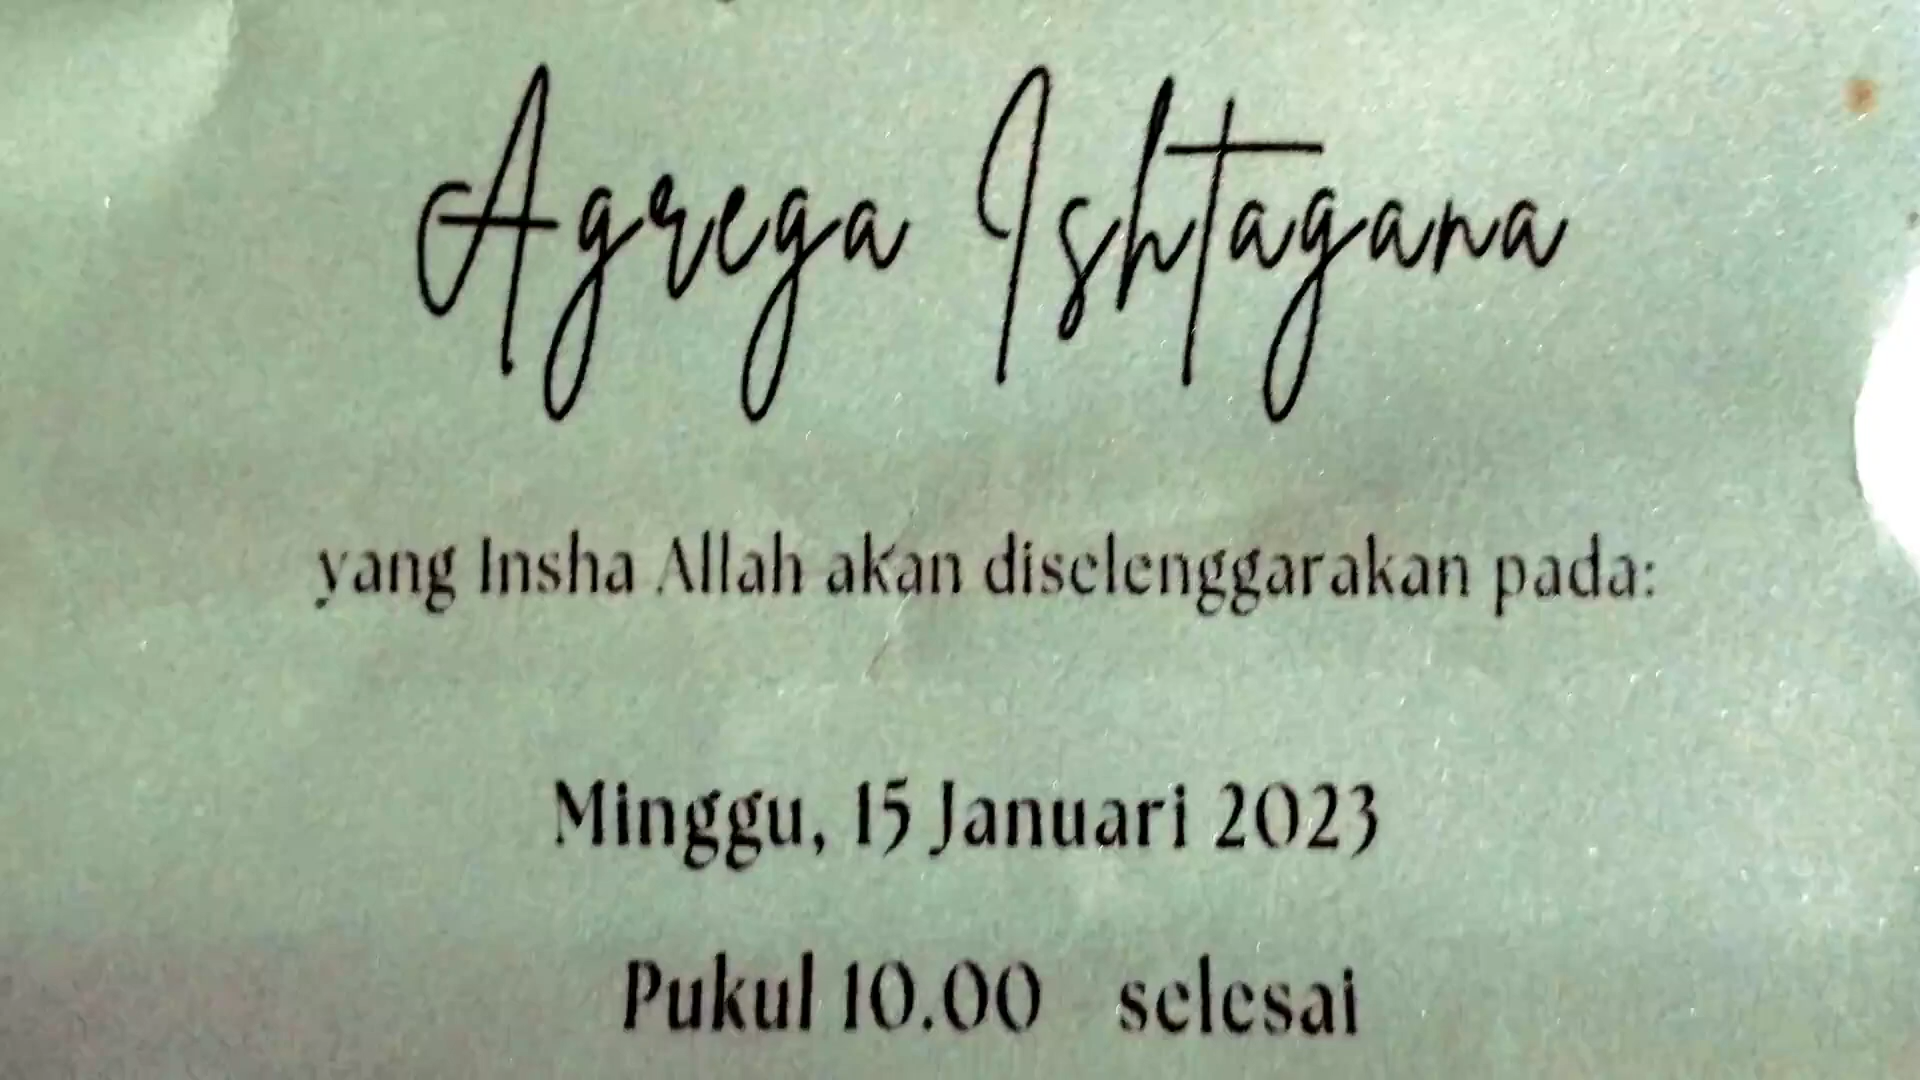 Agrega Ishtagana
yang Insha Allah akan diselenggarakan pada:
Minggu, 15 Januari 2023
Pukul 10.00 selesai